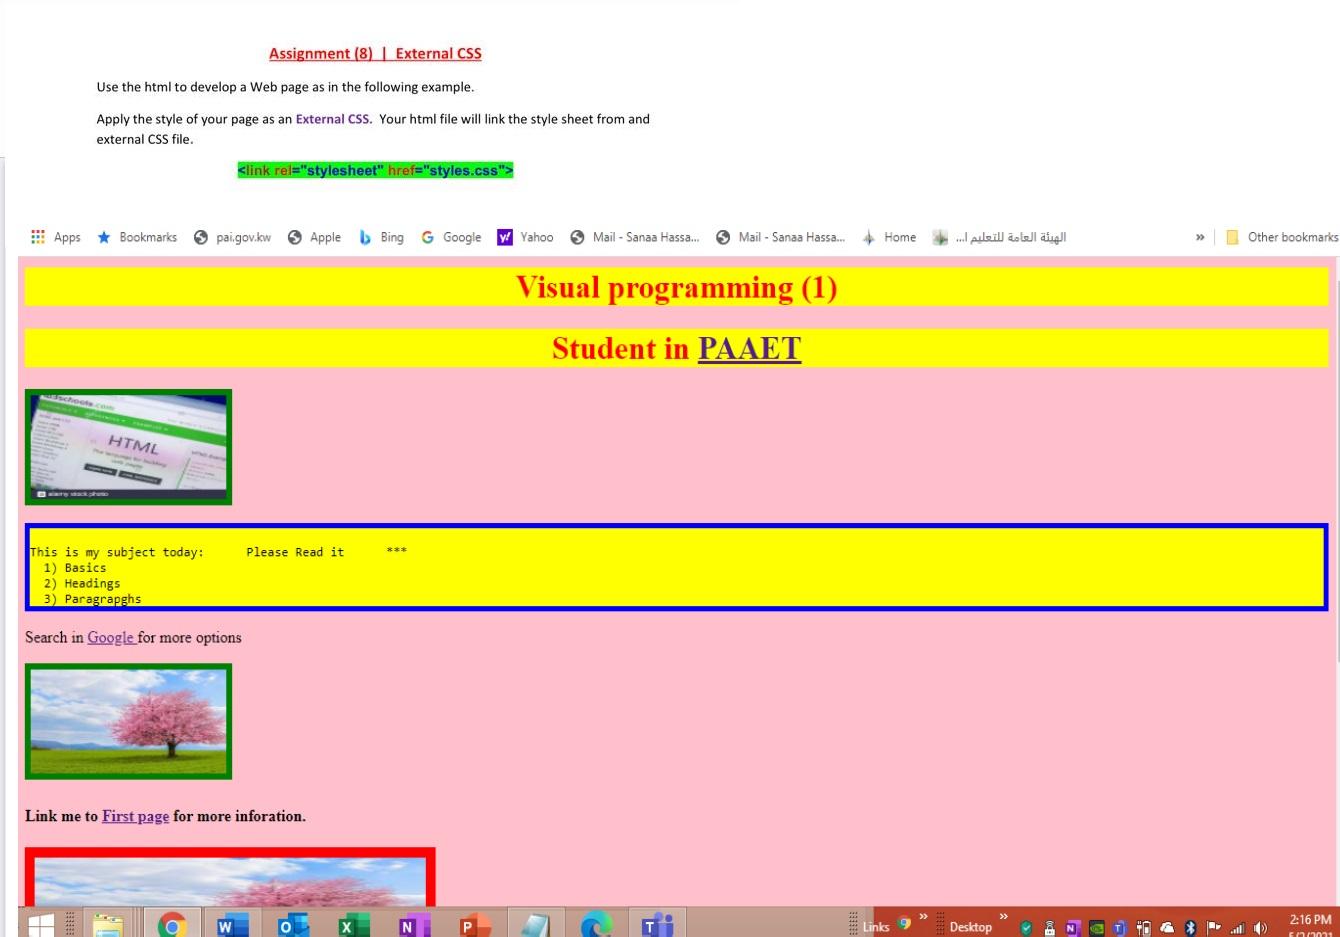 Assignment (8) | External CSS
Use the html to develop a Web page as in the following example.
Apply the style of your page as an External CSS. Your html file will link the style sheet from and
external CSS file.
<link rel="stylesheet" href="styles.css">
Apps Bookmarks pai.gov.kw Apple Bing Google Yahoo Mail - Sanaa Hassa... Mail - Sanaa Hassa... Home الهيئة العامة للتعليم ا... » Other bookmarks
Visual programming (1)
Student in PAAET
HTML
alamy stock photo
This is my subject today: Please Read it ***
1) Basics
2) Headings
3) Paragrapghs
Search in Google for more options
Link me to First page for more inforation.
Links » Desktop » 2:16 PM